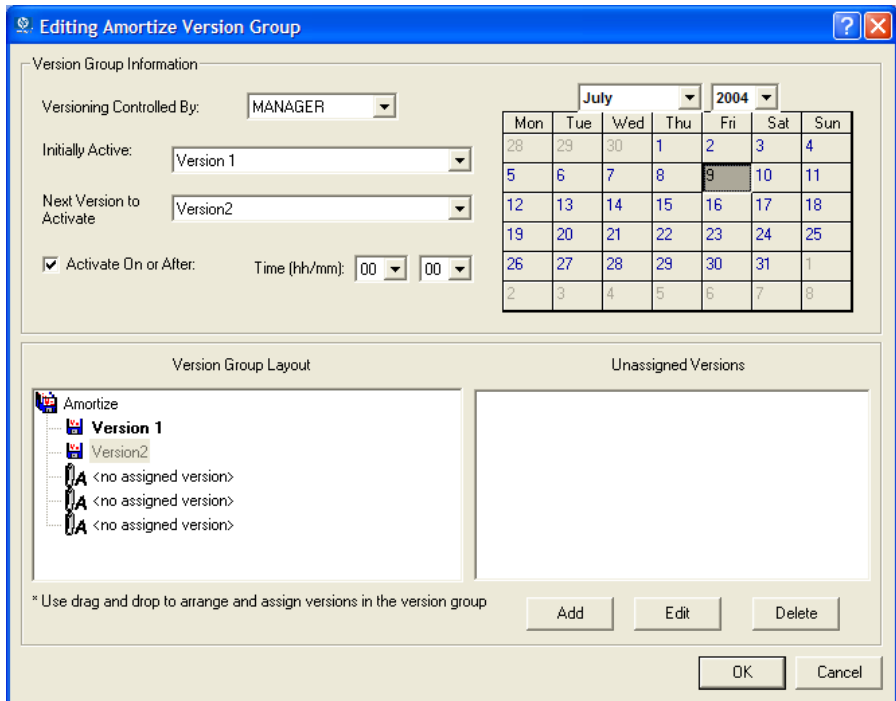 Editing Amortize Version Group
Version Group Information
Versioning Controlled By: MANAGER
Initially Active: Version 1
Next Version to
Activate Version2
Activate On or After: Time (hh/mm): 00 00
July 2004
Mon Tue Wed Thu Fri Sat Sun
28 29 30 1 2 3 4
5 6 7 8 9 10 11
12 13 14 15 16 17 18
19 20 21 22 23 24 25
26 27 28 29 30 31 1
2 3 4 5 6 7 8
Version Group Layout
Amortize
Version 1
Version2
<no assigned version>
<no assigned version>
<no assigned version>
Unassigned Versions
* Use drag and drop to arrange and assign versions in the version group
Add Edit Delete
OK Cancel